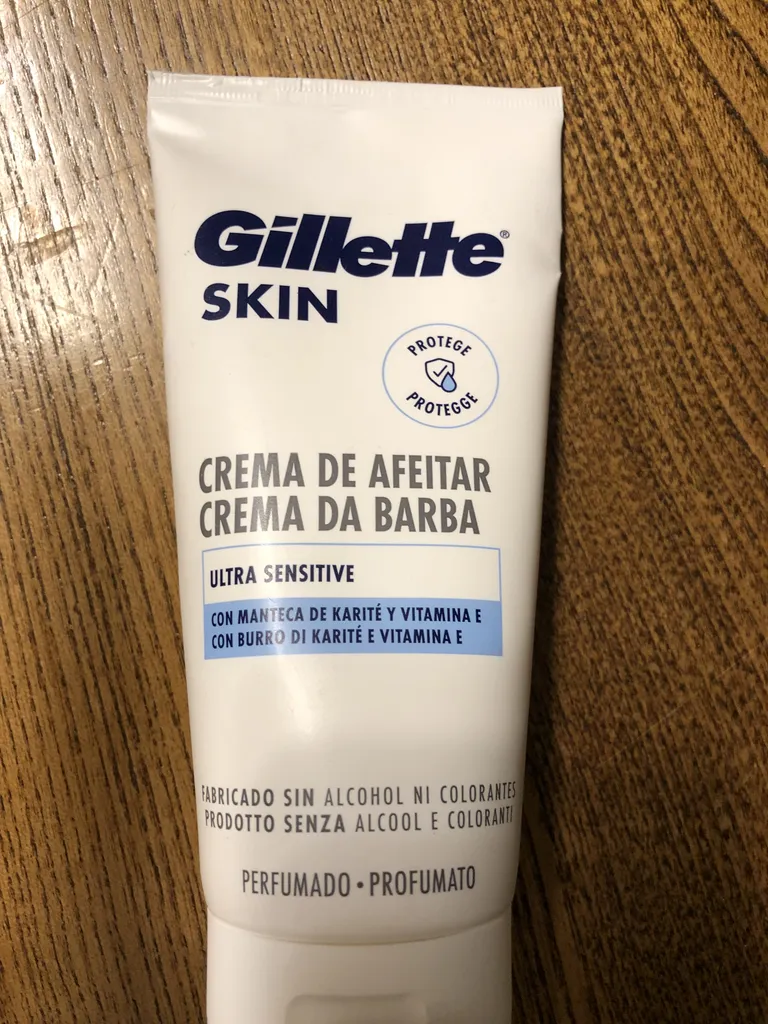 Gillette®
SKIN
PROTEGE
PROTEGGE
CREMA DE AFEITAR
CREMA DA BARBA
ULTRA SENSITIVE
CON MANTECA DE KARITÉ Y VITAMINA E
CON BURRO DI KARITÉ E VITAMINA E
FABRICADO SIN ALCOHOL NI COLORANTES
PRODOTTO SENZA ALCOOL E COLORANTI
PERFUMADO • PROFUMATO